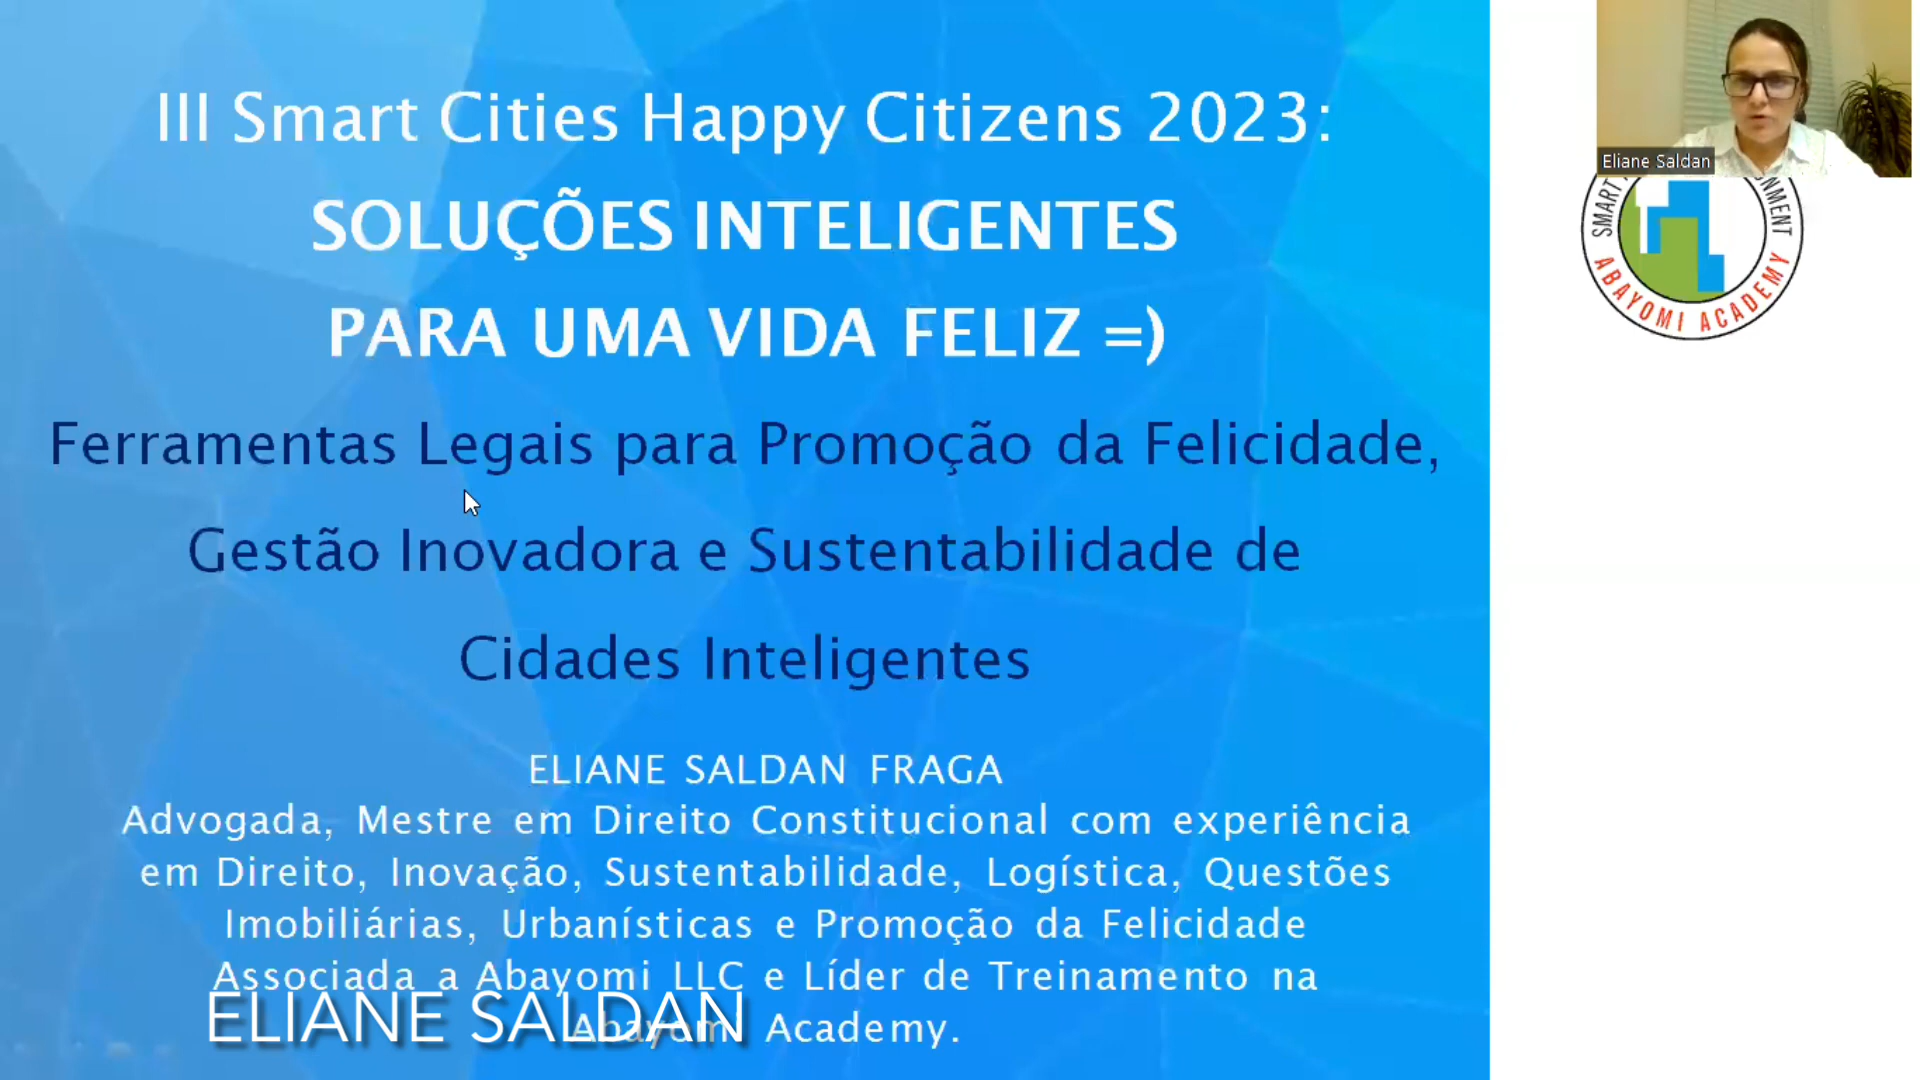 III Smart Cities Happy Citizens 2023:
SOLUÇÕES INTELIGENTES
PARA UMA VIDA FELIZ =)
Ferramentas Legais para Promoção da Felicidade,
Gestão Inovadora e Sustentabilidade de
Cidades Inteligentes
ELIANE SALDAN FRAGA
Advogada, Mestre em Direito Constitucional com experiência
em Direito, Inovação, Sustentabilidade, Logística, Questões
Imobiliárias, Urbanísticas e Promoção da Felicidade
Associada a Abayomi LLC e Líder de Treinamento na
Abayomi Academy.
ELIANE SALDAN
Eliane Saldan
SMART
ABAYOMI ACADEMY